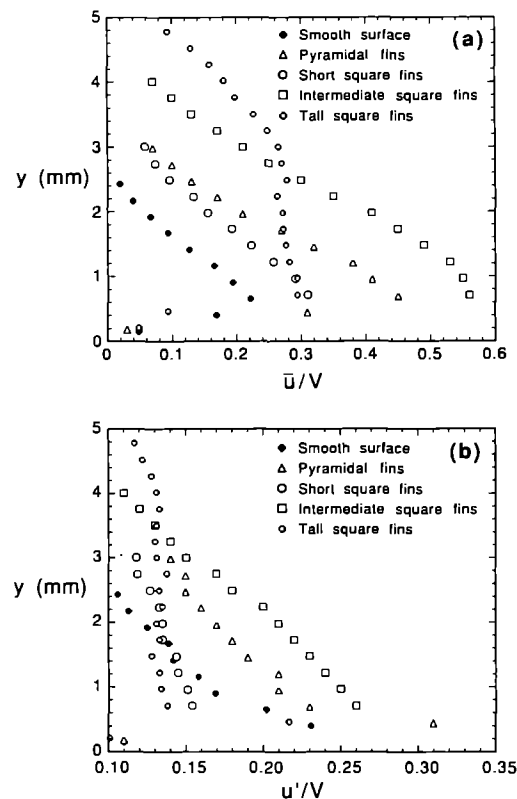 5
4
3
2
1
0
y (mm)
(a)
Smooth surface
Pyramidal fins
Short square fins
Intermediate square fins
Tall square fins
0 0.1 0.2 0.3 0.4 0.5 0.6
u̅/V
5
4
3
2
1
0
y (mm)
(b)
Smooth surface
Pyramidal fins
Short square fins
Intermediate square fins
Tall square fins
0.10 0.15 0.20 0.25 0.30 0.35
u'/V